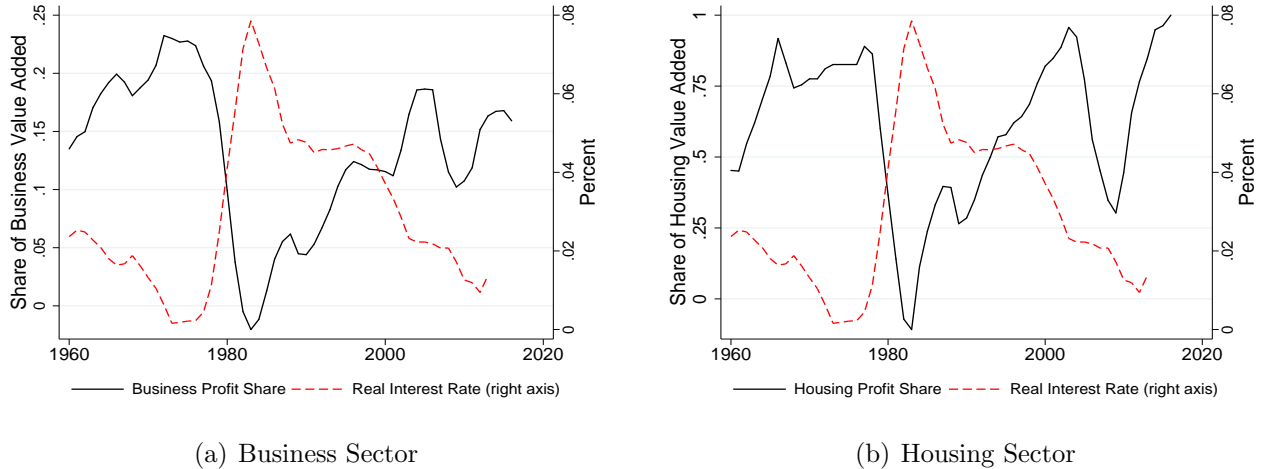 Share of Business Value Added
0 .05 .1 .15 .2 .25
0 .02 .04 .06 .08
Percent
1960 1980 2000 2020
Business Profit Share Real Interest Rate (right axis)
(a) Business Sector
Share of Housing Value Added
0 .25 .5 .75 1
0 .02 .04 .06 .08
Percent
1960 1980 2000 2020
Housing Profit Share Real Interest Rate (right axis)
(b) Housing Sector